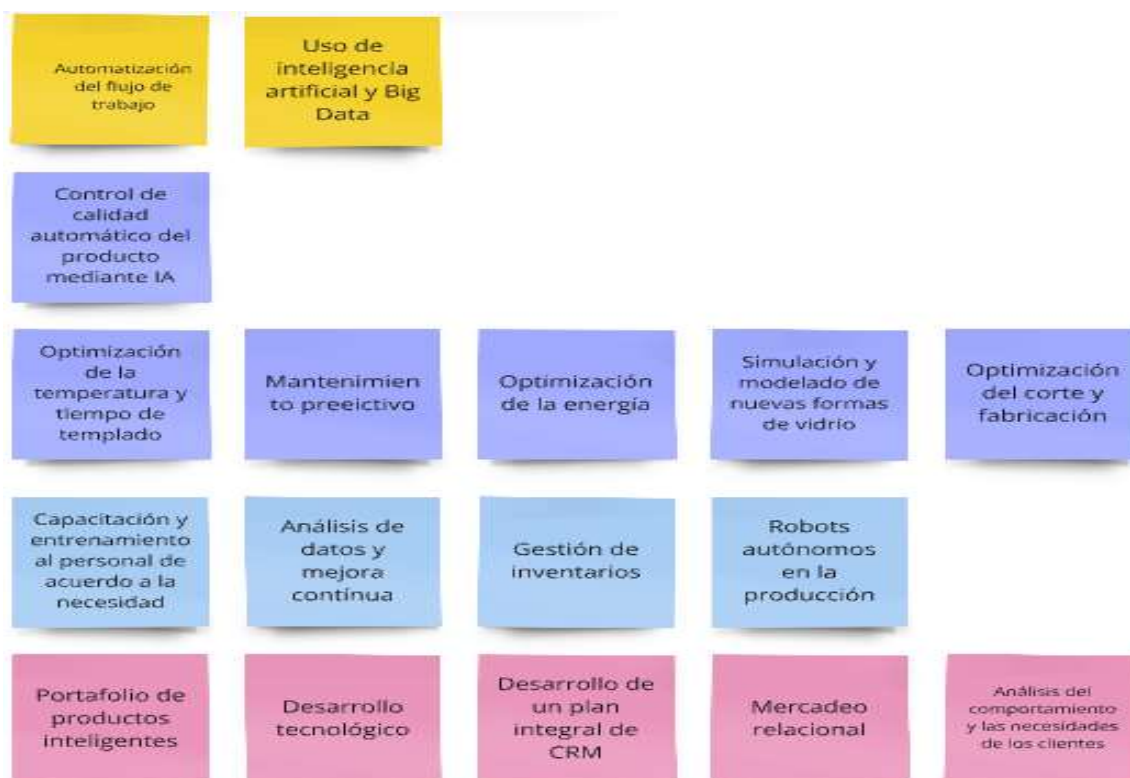 Automatización
del flujo de
trabajo
Uso de
inteligencia
artificial y Big
Data
Control de
calidad
automático del
producto
mediante IA
Optimización
de la
temperatura y
tiempo de
templado
Mantenimien
to preeictivo
Optimización
de la energía
Simulación y
modelado de
nuevas formas
de vidrio
Optimización
del corte y
fabricación
Capacitación y
entrenamiento
al personal de
acuerdo a la
necesidad
Análisis de
datos y
mejora
contínua
Gestión de
inventarios
Robots
autónomos
en la
producción
Portafolio de
productos
inteligentes
Desarrollo
tecnológico
Desarrollo de
un plan
integral de
CRM
Mercadeo
relacional
Análisis del
comportamiento
y las necesidades
de los clientes